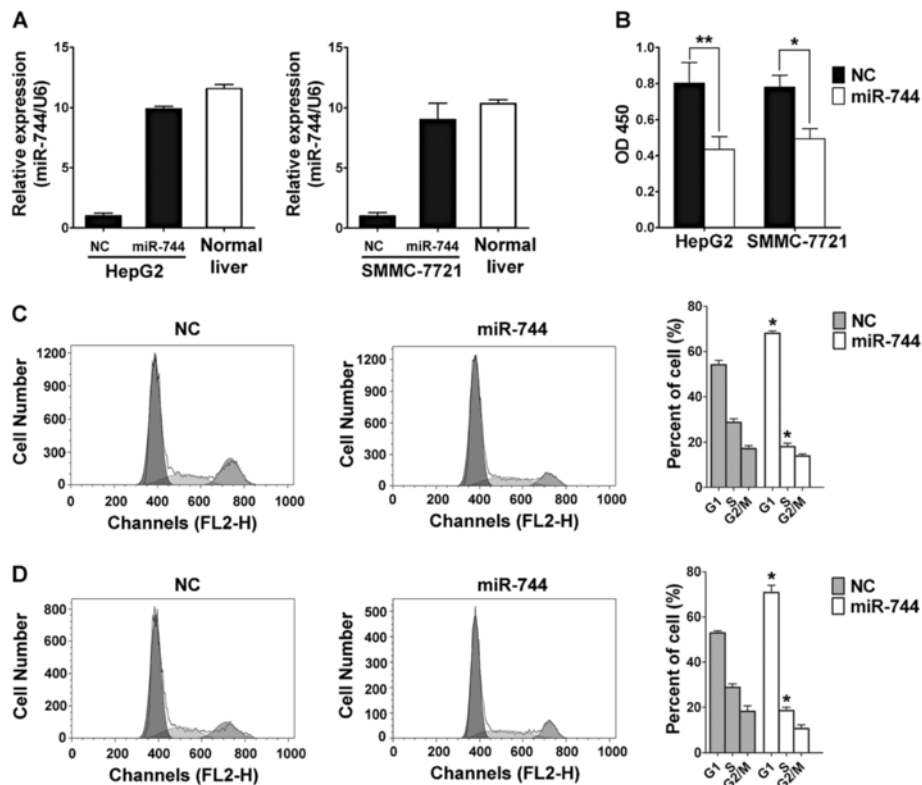 A
Relative expression
(miR-744/U6)
15
10
5
0
NC miR-744 Normal
HepG2 liver
Relative expression
(miR-744/U6)
15
10
5
0
NC miR-744 Normal
SMMC-7721 liver
B
OD 450
1.0
0.8
0.6
0.4
0.2
0.0
** *
HepG2 SMMC-7721
NC
miR-744
C
NC
Cell Number
1200
900
600
300
0
0 200 400 600 800 1000
Channels (FL2-H)
miR-744
Cell Number
1200
900
600
300
0
0 200 400 600 800 1000
Channels (FL2-H)
Percent of cell (%)
80
60
40
20
0
* *
G1 S G2/M G1 S G2/M
NC
miR-744
D
NC
Cell Number
800
600
400
200
0
0 200 400 600 800 1000
Channels (FL2-H)
miR-744
Cell Number
500
400
300
200
100
0
0 200 400 600 800 1000
Channels (FL2-H)
Percent of cell (%)
80
60
40
20
0
* *
G1 S G2/M G1 S G2/M
NC
miR-744